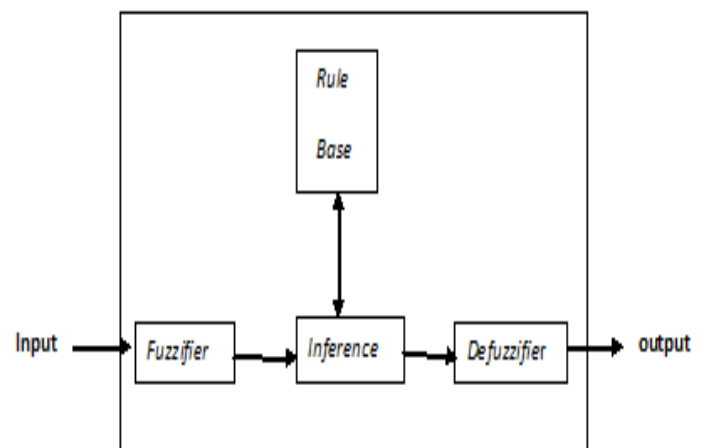 Rule
Base
Input
Fuzzifier
Inference
Defuzzifier
output